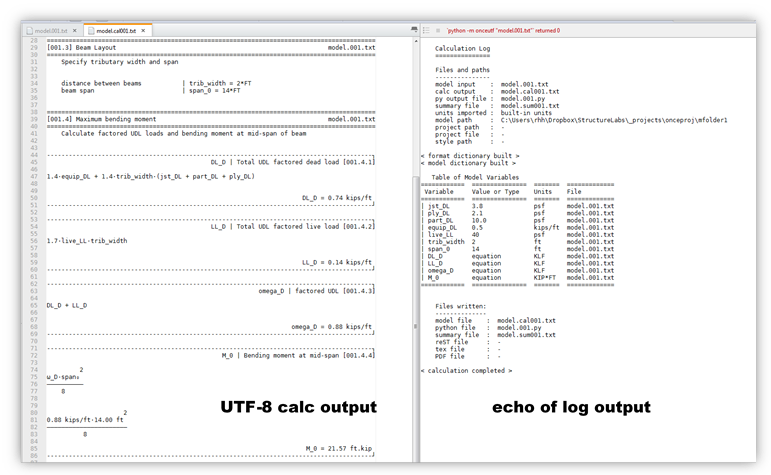 model.001.txt
model.cal001.txt
28 ==========
29 [001.3] Beam Layout model.001.txt
30 ==========
31 Specify tributary width and span
32
33
34 distance between beams | trib_width = 2*FT
35 beam span | span_0 = 14*FT
36
37
38 ==========
39 [001.4] Maximum bending moment model.001.txt
40 ==========
41 Calculate factored UDL loads and bending moment at mid-span of beam
42
43
44
45 DL_D | Total UDL factored dead load [001.4.1]
46
47 1.4·equip_DL + 1.4·trib_width·(jst_DL + part_DL + ply_DL)
48
49
50 DL_D = 0.74 kips/ft
51
52
53
54 LL_D | Total UDL factored live load [001.4.2]
55
56 1.7·live_LL·trib_width
57
58
59 LL_D = 0.14 kips/ft
60
61
62
63 omega_D | factored UDL [001.4.3]
64
65 DL_D + LL_D
66
67
68 omega_D = 0.88 kips/ft
69
70
71
72 M_0 | Bending moment at mid-span [001.4.4]
73
74 2
75 ω_D·span₀
76
77 8
78
79
80 2
81 0.88 kips/ft·14.00 ft
82
83 8
84
85 M_0 = 21.57 ft·kip
86
UTF-8 calc output
'python -m onceutf "model.001.txt"' returned 0
Calculation Log
===============
Files and paths
---------------
model input : model.001.txt
calc output : model.cal001.txt
py output file : model.001.py
summary file : model.sum001.txt
units imported : built-in units
model path : C:\Users\rhh\Dropbox\StructureLabs\_projects\onceproj\mfolder1
project path : -
project file : -
style path : -
< format dictionary built >
< model dictionary built >
Table of Model Variables
============ =============== ======= =============
Variable Value or Type Units File
============ =============== ======= =============
| jst_DL 3.8 psf model.001.txt
| ply_DL 2.1 psf model.001.txt
| part_DL 10.0 psf model.001.txt
| equip_DL 0.5 kips/ft model.001.txt
| live_LL 40 psf model.001.txt
| trib_width 2 ft model.001.txt
| span_0 14 ft model.001.txt
| DL_D equation KLF model.001.txt
| LL_D equation KLF model.001.txt
| omega_D equation KLF model.001.txt
| M_0 equation KIP*FT model.001.txt
============ =============== ======= =============
Files written:
--------------
model file : model.cal001.txt
python file : model.001.py
summary file : model.sum001.txt
reST file : -
tex file : -
PDF file : -
< calculation completed >
echo of log output